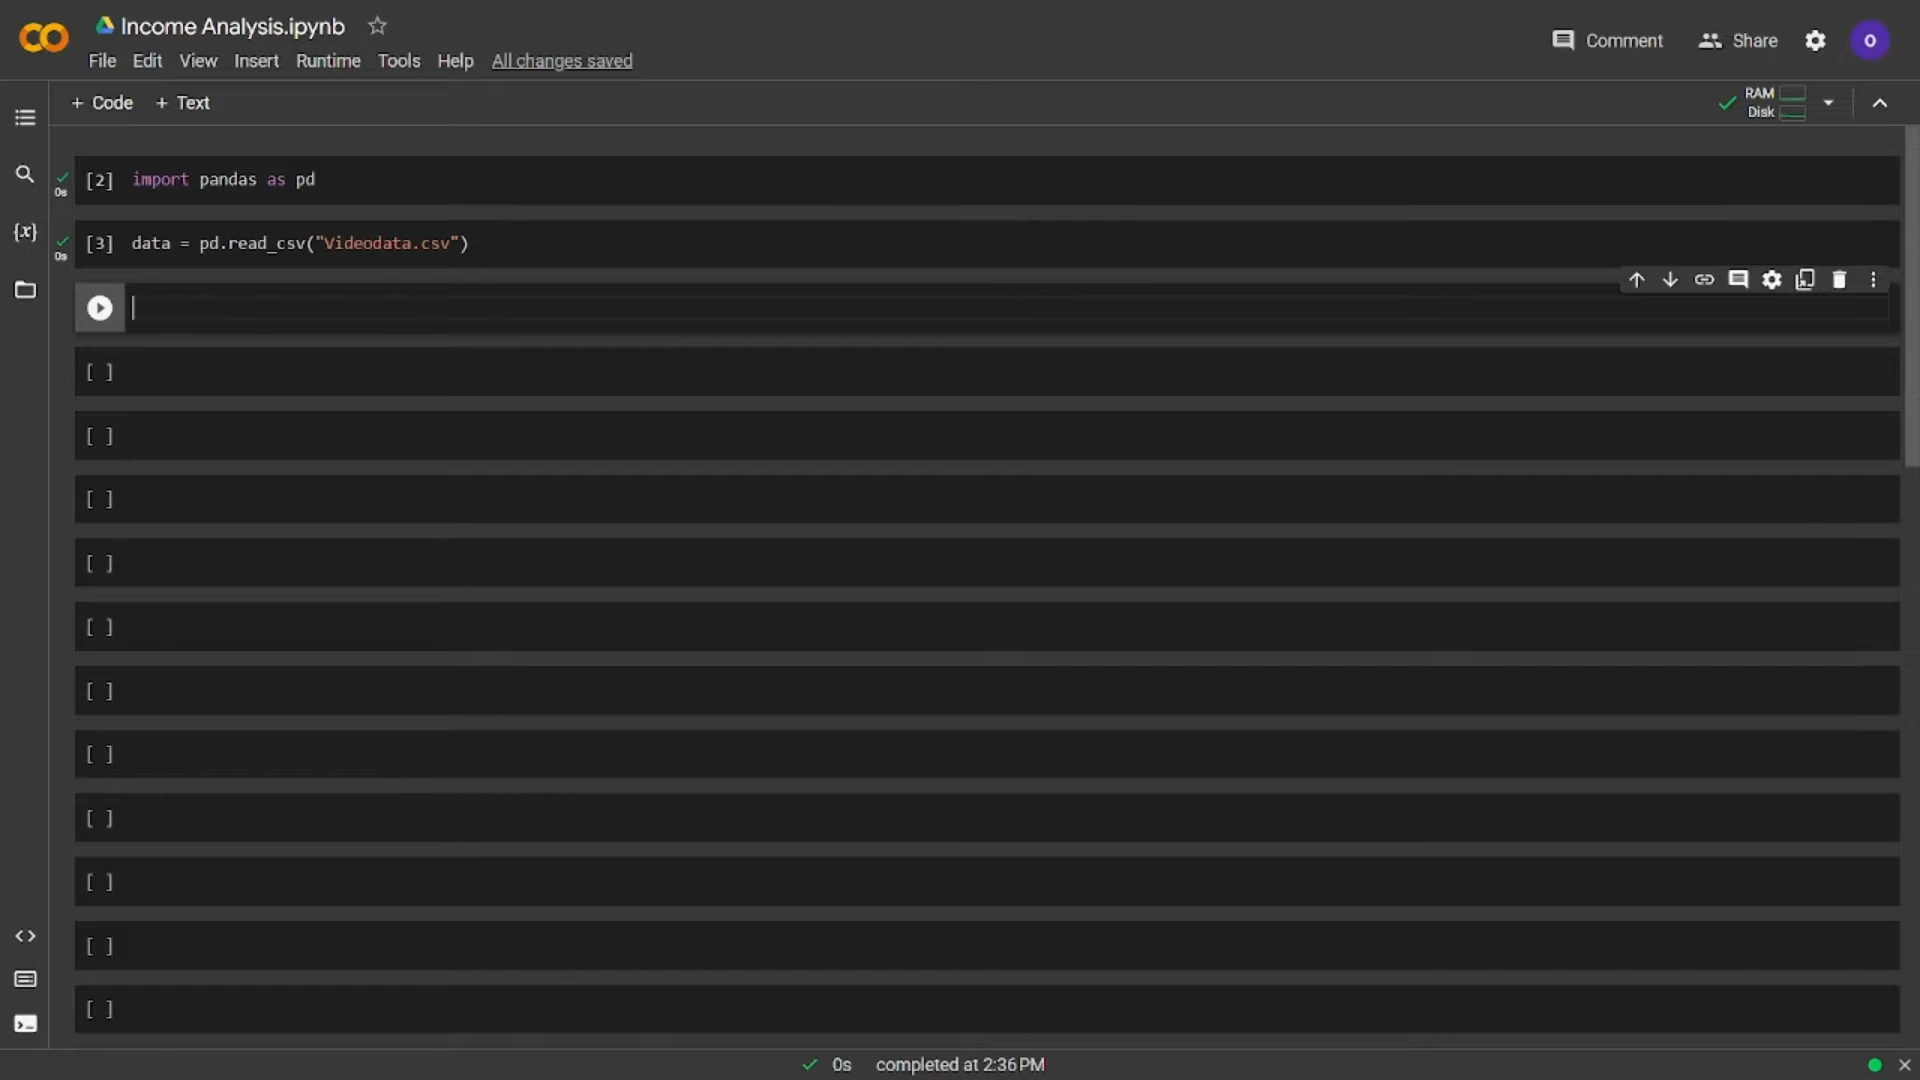 Income Analysis.ipynb
Comment
Share
O
File Edit View Insert Runtime Tools Help All changes saved
+ Code + Text
RAM
Disk
[2] import pandas as pd
0s
[3] data = pd.read_csv("Videodata.csv")
0s
{x}
[ ]
[ ]
[ ]
[ ]
[ ]
[ ]
[ ]
[ ]
[ ]
[ ]
[ ]
0s completed at 2:36 PM